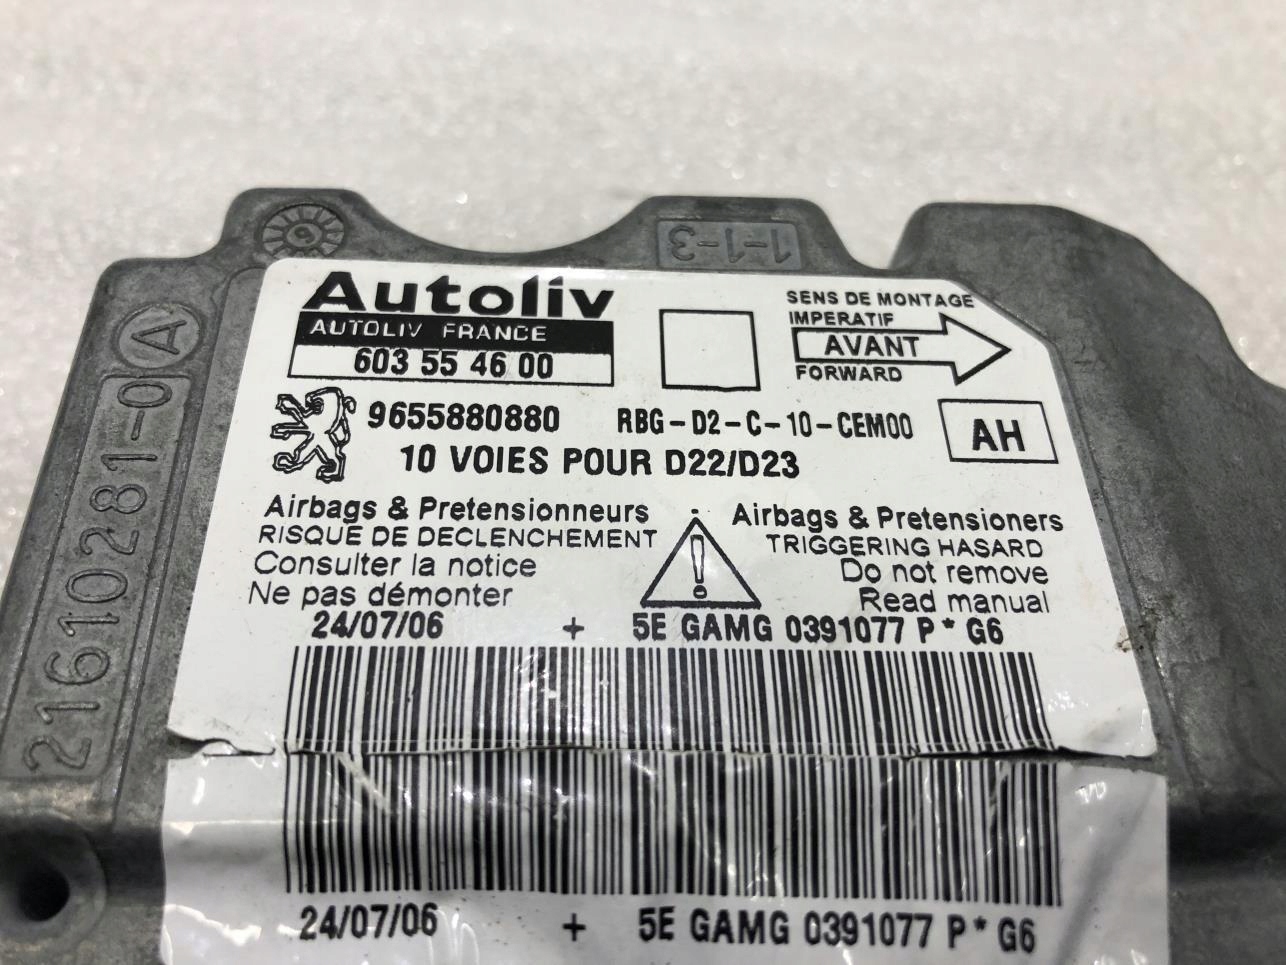 1-1-3
A
21610281-0
Autoliv
AUTOLIV FRANCE
603 55 46 00
SENS DE MONTAGE
IMPERATIF
AVANT
FORWARD
9655880880 RBG-D2-C-10-CEM00
AH
10 VOIES POUR D22/D23
Airbags & Pretensionneurs
RISQUE DE DECLENCHEMENT
Consulter la notice
Ne pas démonter
Airbags & Pretensioners
TRIGGERING HASARD
Do not remove
Read manual
24/07/06 + 5E GAMG 0391077 P * G6
24/07/06 + 5E GAMG 0391077 P * G6